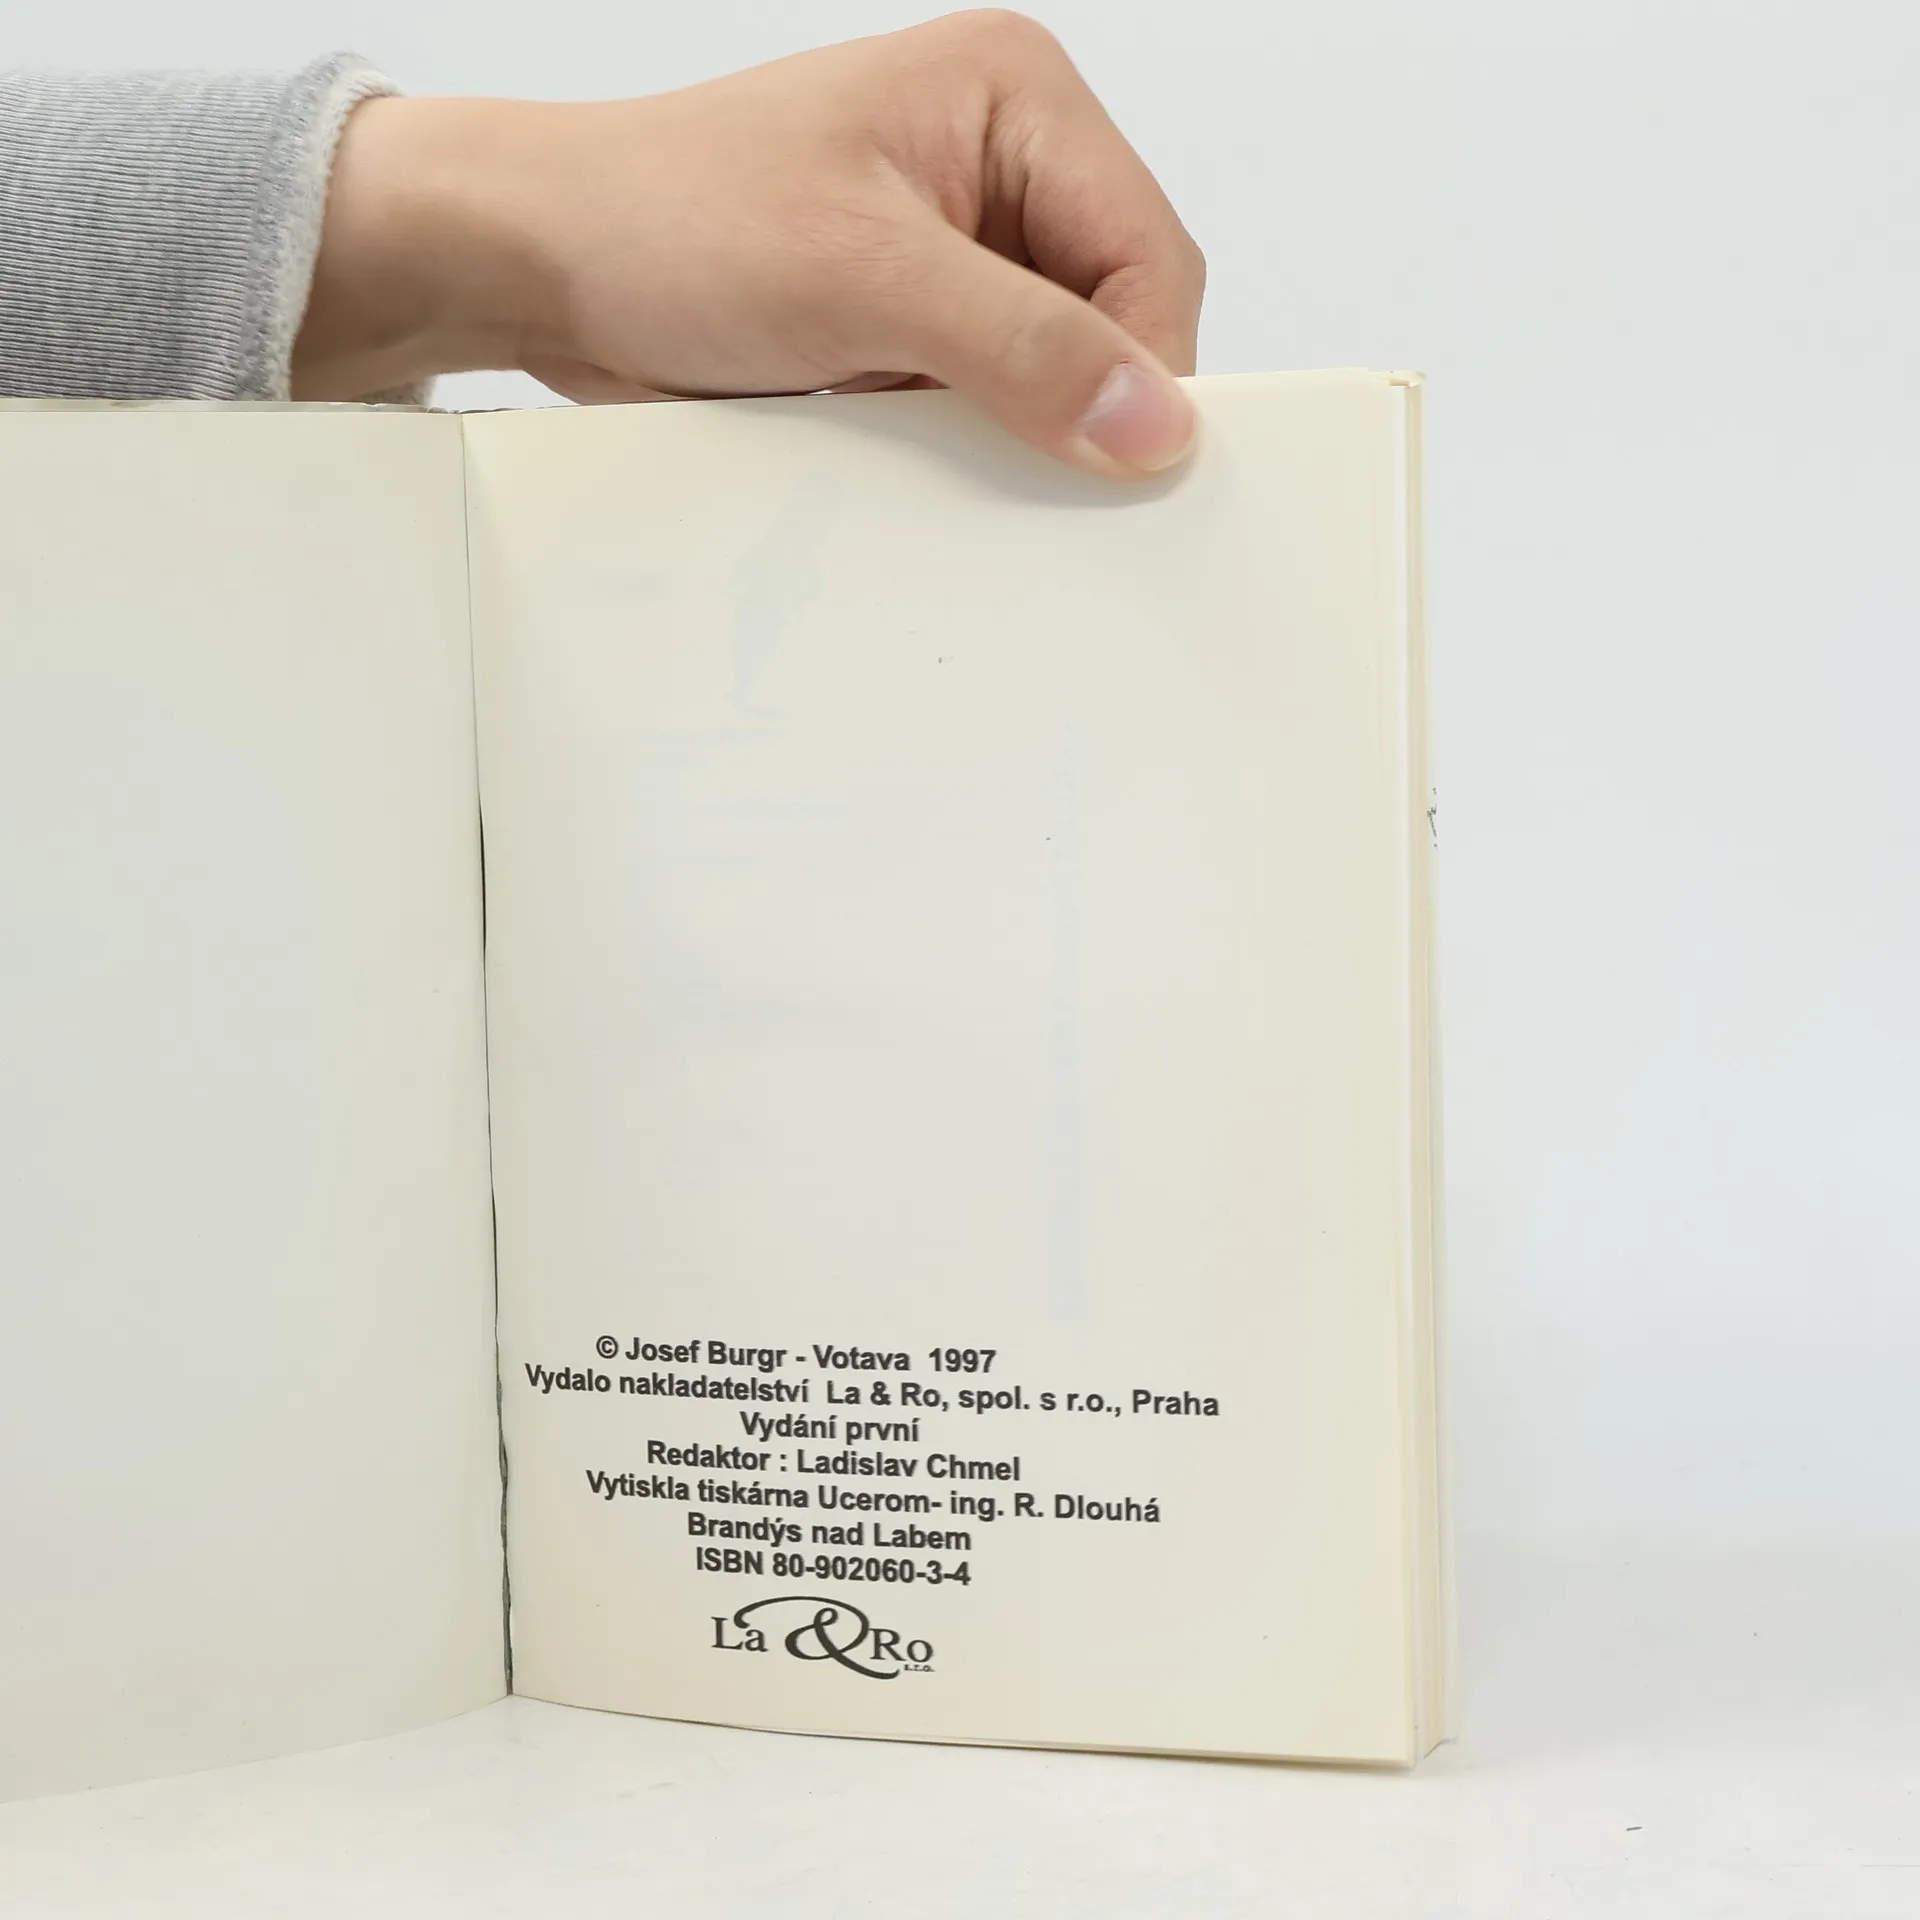 © Josef Burgr - Votava 1997
Vydalo nakladatelství La & Ro, spol. s r.o., Praha
Vydání první
Redaktor : Ladislav Chmel
Vytiskla tiskárna Ucerom- ing. R. Dlouhá
Brandýs nad Labem
ISBN 80-902060-3-4
La & Ro
s.r.o.